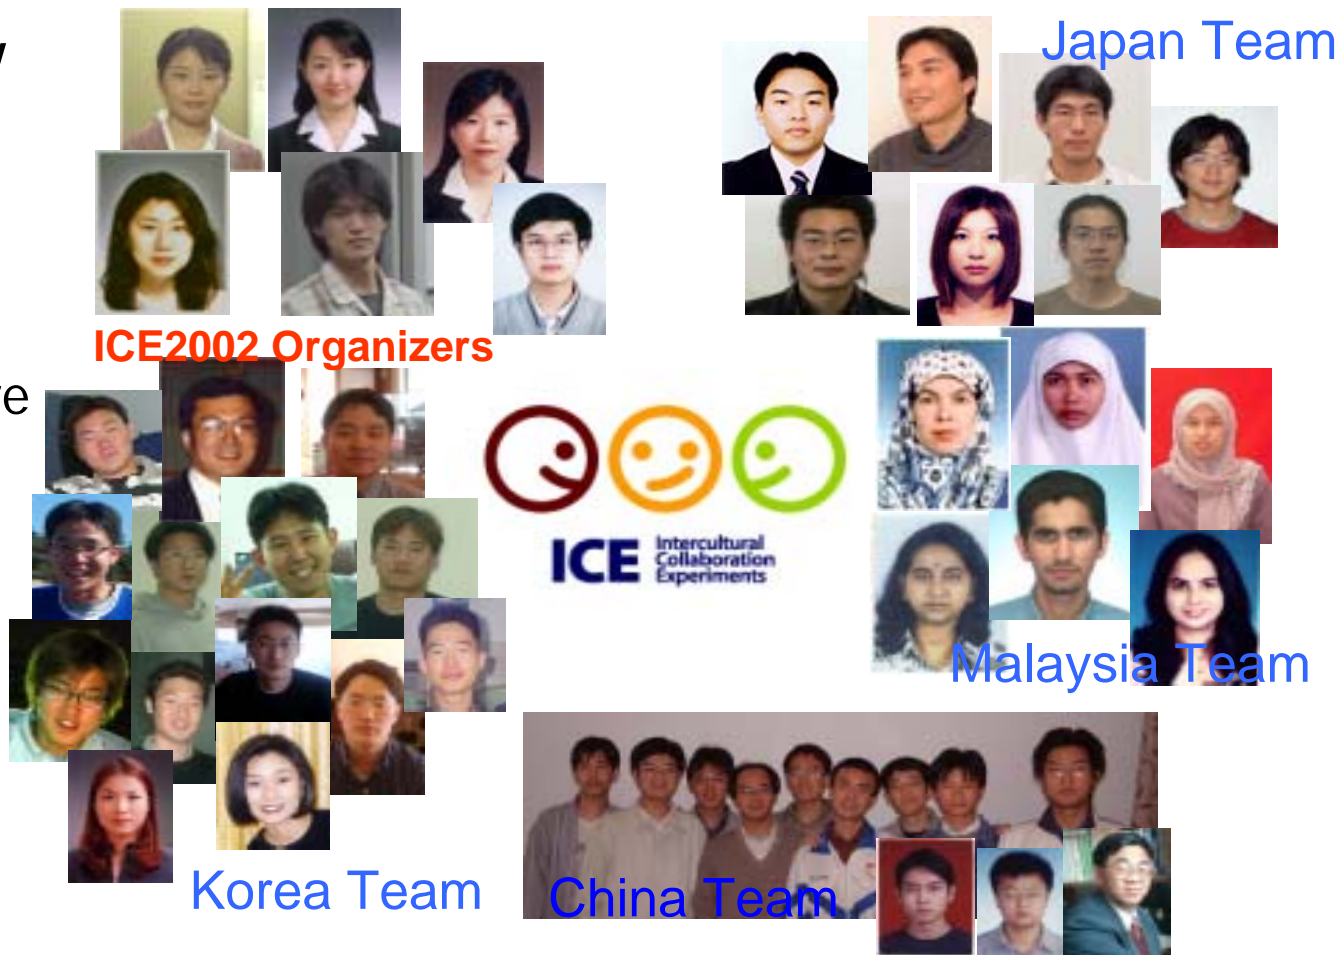 Japan Team
ICE2002 Organizers
ICE Intercultural
Collaboration
Experiments
Malaysia Team
Korea Team
China Team